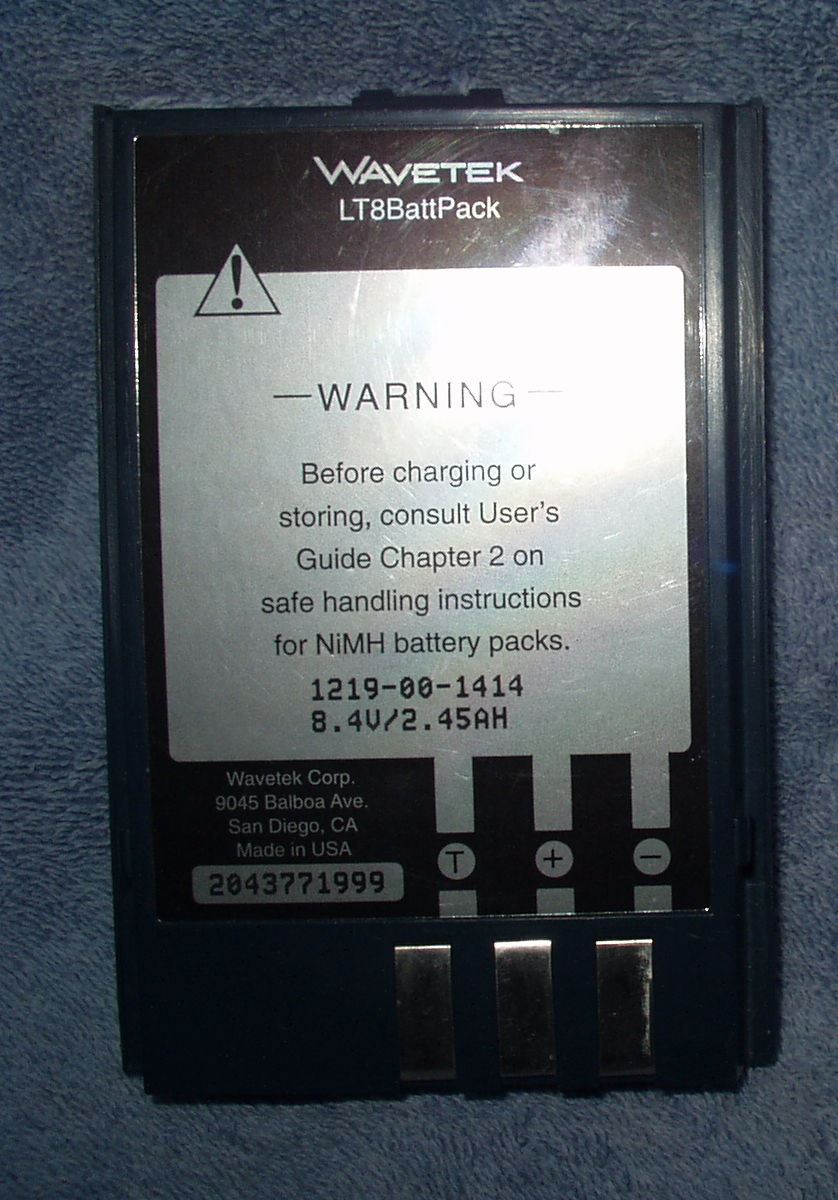 WAVETEK
LT8BattPack
—WARNING—
Before charging or
storing, consult User's
Guide Chapter 2 on
safe handling instructions
for NiMH battery packs.
1219-00-1414
8.4V/2.45AH
Wavetek Corp.
9045 Balboa Ave.
San Diego, CA
Made in USA
2043771999
T + −